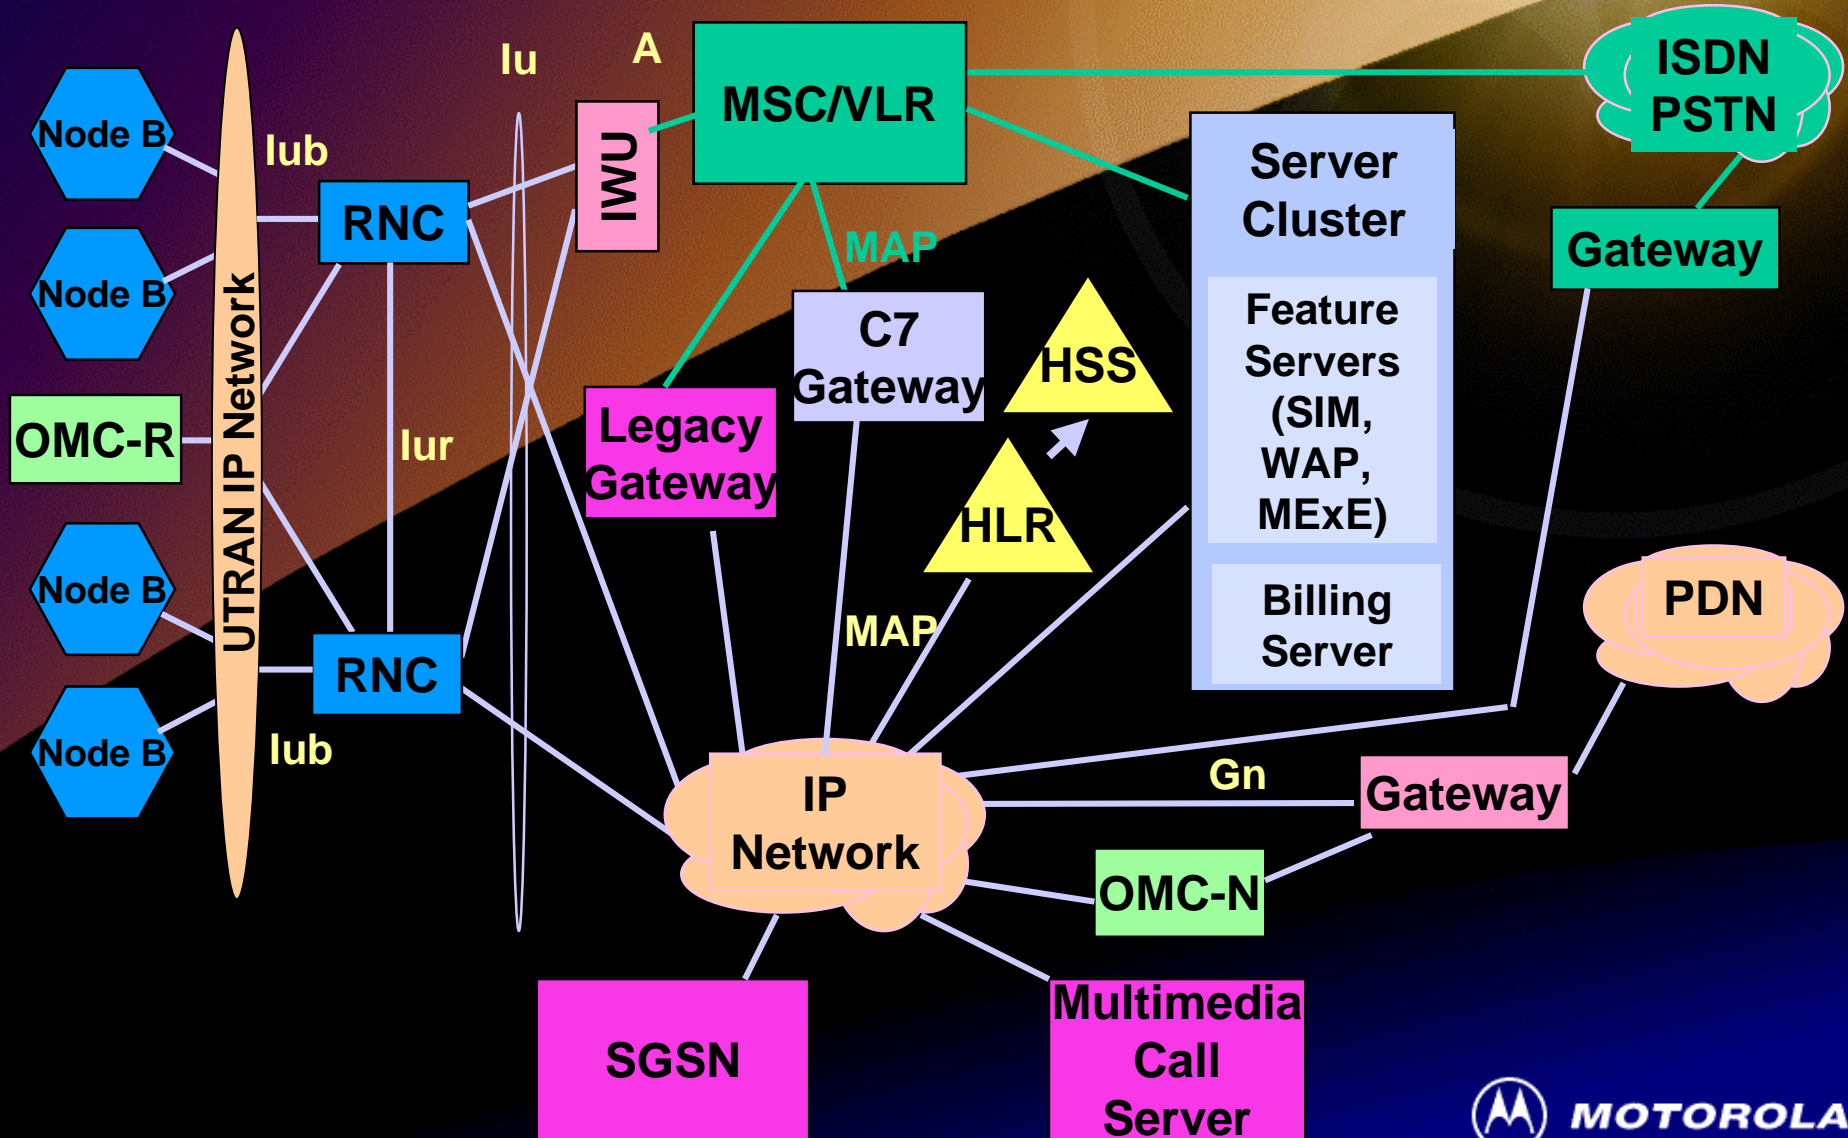 Iu
A
MSC/VLR
ISDN
PSTN
Node B
Iub
IWU
Server
Cluster
RNC
MAP
Gateway
Node B
UTRAN IP Network
C7
Gateway
HSS
Feature
Servers
(SIM,
WAP,
MExE)
OMC-R
Iur
Legacy
Gateway
HLR
Node B
RNC
MAP
Billing
Server
PDN
Node B
Iub
IP
Network
Gn
Gateway
OMC-N
SGSN
Multimedia
Call
Server
MOTOROLA